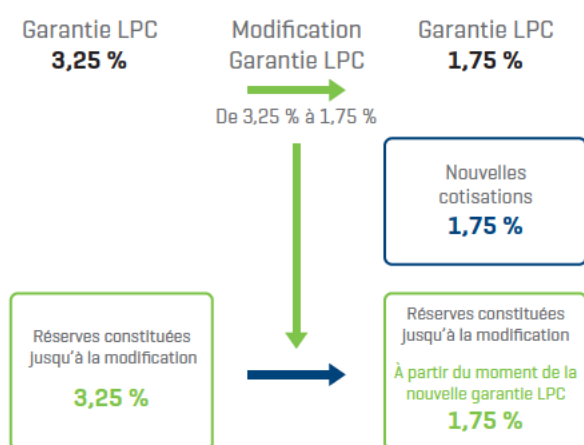 Garantie LPC
3,25 %
Modification
Garantie LPC
De 3,25 % à 1,75 %
Garantie LPC
1,75 %
Nouvelles
cotisations
1,75 %
Réserves constituées
jusqu'à la modification
3,25 %
Réserves constituées
jusqu'à la modification
À partir du moment de la
nouvelle garantie LPC
1,75 %